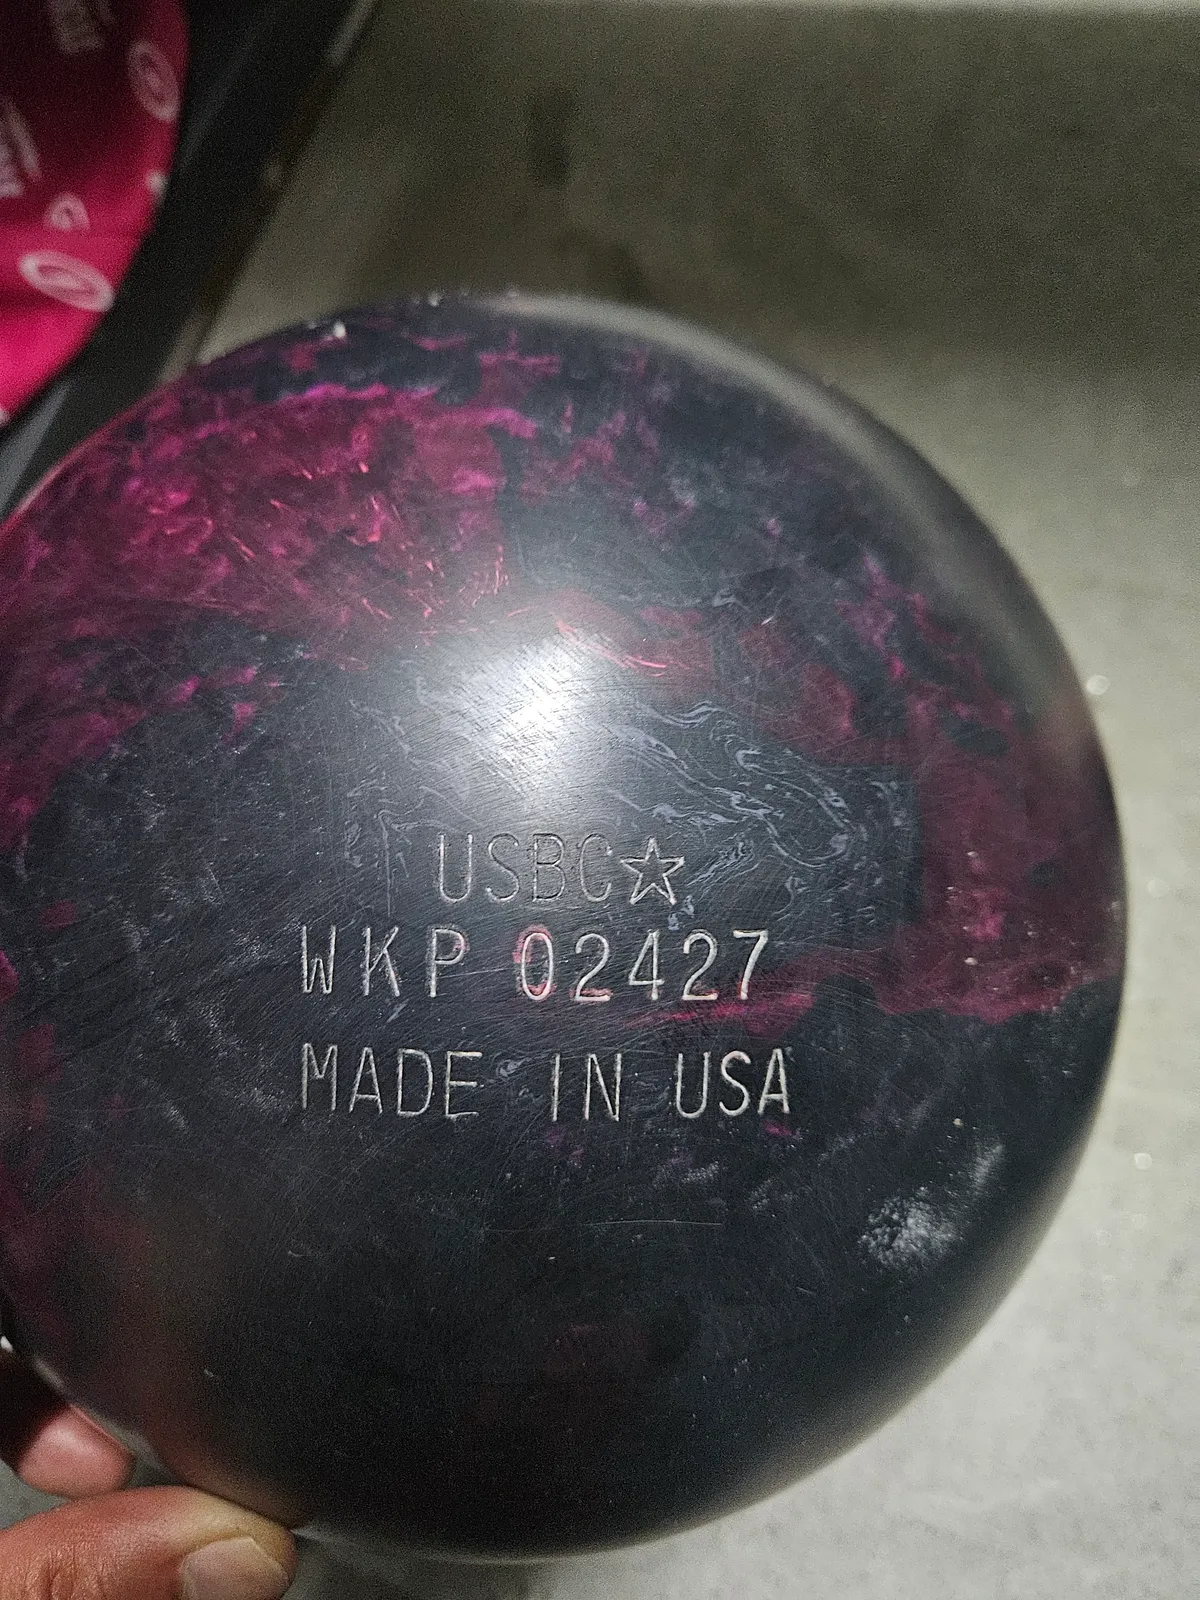 USBC☆
WKP 02427
MADE IN USA